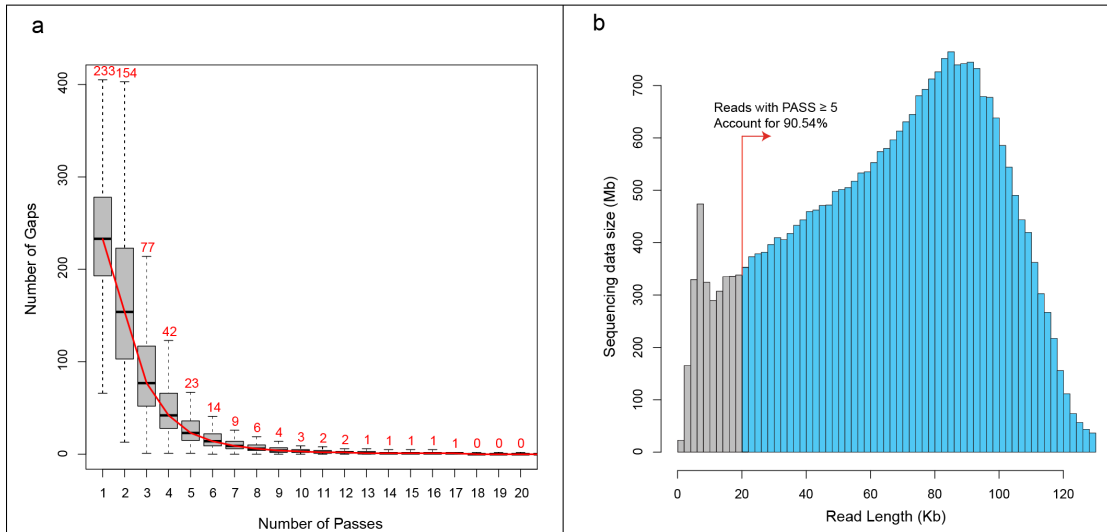 a
233 154 77 42 23 14 9 6 4 3 2 2 1 1 1 1 1 0 0 0
400
300
200
100
0
Number of Gaps
1 2 3 4 5 6 7 8 9 10 11 12 13 14 15 16 17 18 19 20
Number of Passes
b
Reads with PASS ≥ 5
Account for 90.54%
700
600
500
400
300
200
100
0
Sequencing data size (Mb)
0 20 40 60 80 100 120
Read Length (Kb)